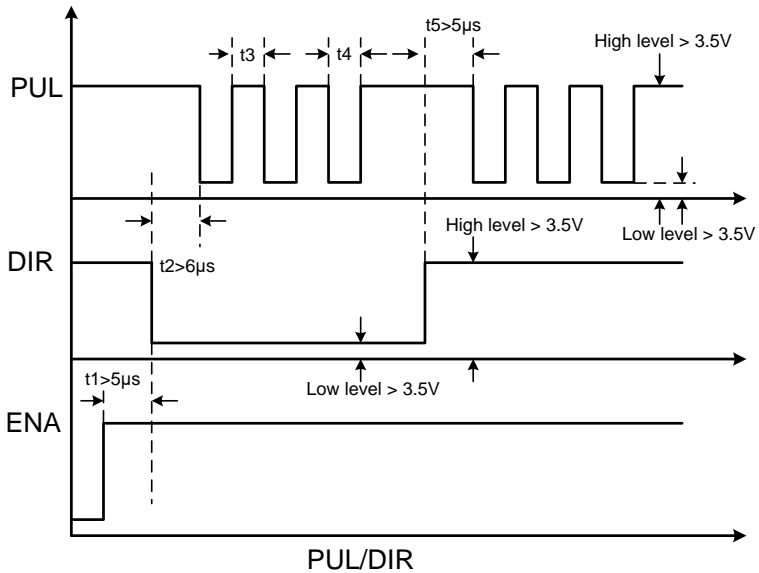 t5>5µs
t3
t4
High level > 3.5V
PUL
High level > 3.5V
Low level > 3.5V
DIR
t2>6µs
t1>5µs
Low level > 3.5V
ENA
PUL/DIR